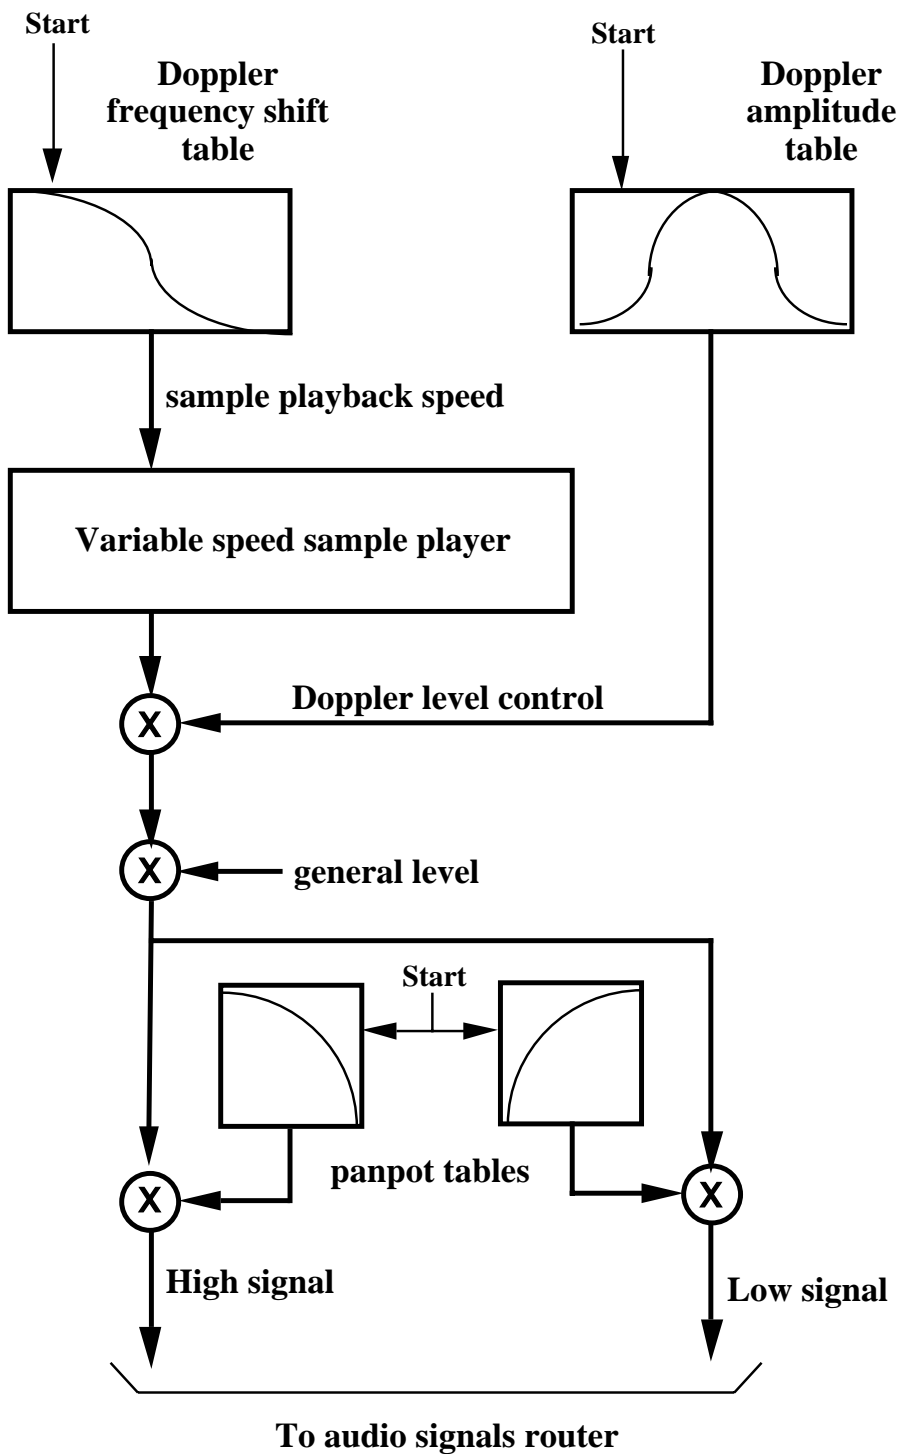 Start
Doppler
frequency shift
table
Start
Doppler
amplitude
table
sample playback speed
Variable speed sample player
Doppler level control
X
X
general level
Start
panpot tables
X
X
High signal
Low signal
To audio signals router